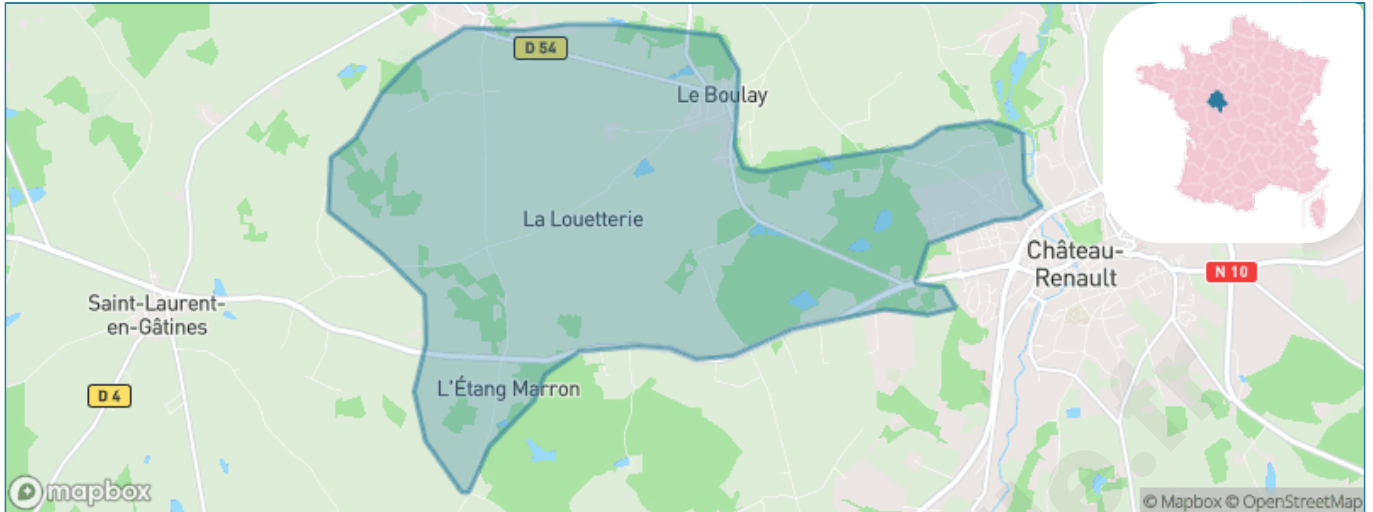 D 54
Le Boulay
La Louetterie
Château-
Renault
N 10
Saint-Laurent-
en-Gâtines
L'Étang Marron
D 4
mapbox
© Mapbox © OpenStreetMap